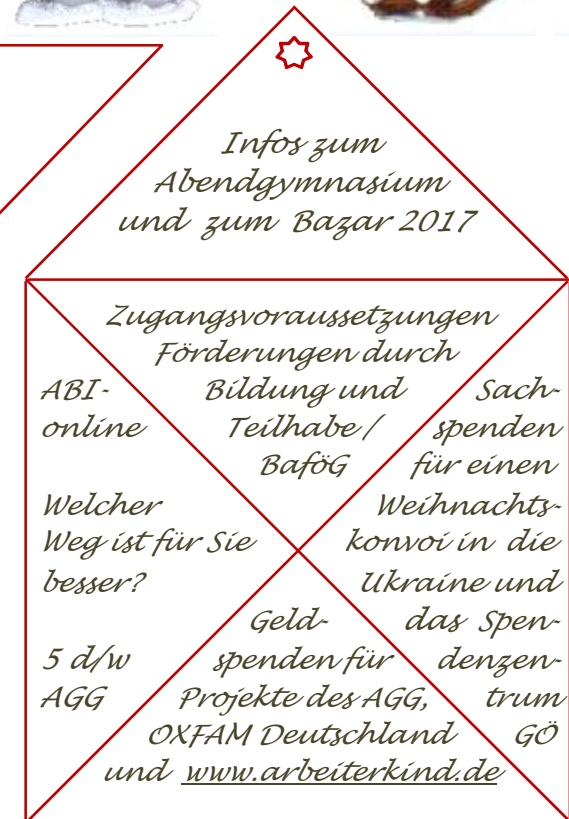 Infos zum
Abendgymnasium
und zum Bazar 2017
Zugangsvoraussetzungen
Förderungen durch
Bildung und
Teilhabe /
BaföG
ABI-
online
Welcher
Weg ist für Sie
besser?
5 d/w
AGG
Sach-
spenden
für einen
Weihnachts-
konvoi in die
Ukraine und
das Spen-
denzen-
trum
GÖ
Geld-
spenden für
Projekte des AGG,
OXFAM Deutschland
und www.arbeiterkind.de